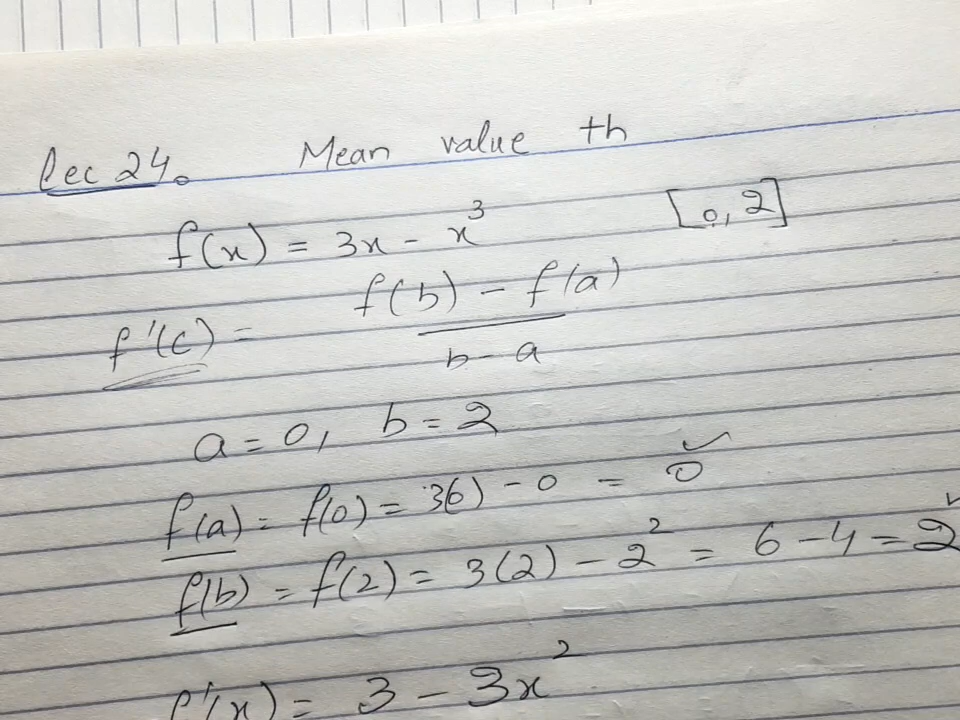 Lec 24. Mean value th
f(x) = 3x - x³ [0, 2]
f'(c) = f(b) - f(a) / b - a
a = 0, b = 2
f(a) = f(0) = 3(0) - 0 = 0 ✓
f(b) = f(2) = 3(2) - 2² = 6 - 4 = 2 ✓
f'(x) = 3 - 3x²